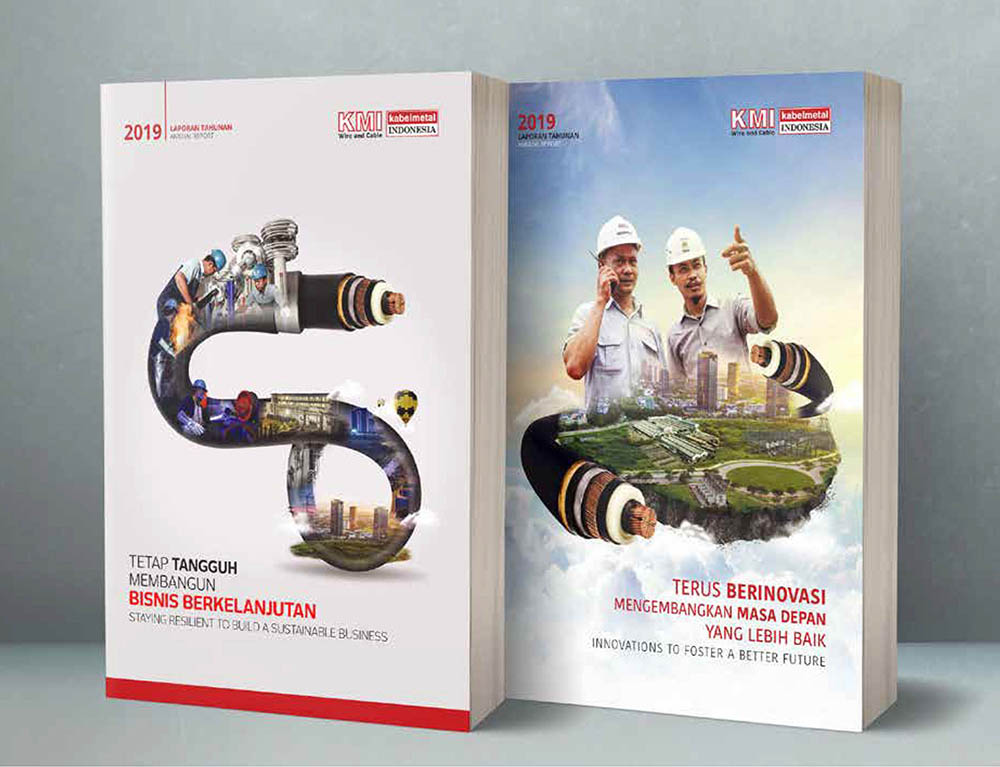 2019
LAPORAN TAHUNAN
ANNUAL REPORT
KMI
Wire and Cable
kabelmetal
INDONESIA
TETAP TANGGUH
MEMBANGUN
BISNIS BERKELANJUTAN
STAYING RESILIENT TO BUILD A SUSTAINABLE BUSINESS
2019
LAPORAN TAHUNAN
ANNUAL REPORT
KMI
Wire and Cable
kabelmetal
INDONESIA
TERUS BERINOVASI
MENGEMBANGKAN MASA DEPAN
YANG LEBIH BAIK
INNOVATIONS TO FOSTER A BETTER FUTURE